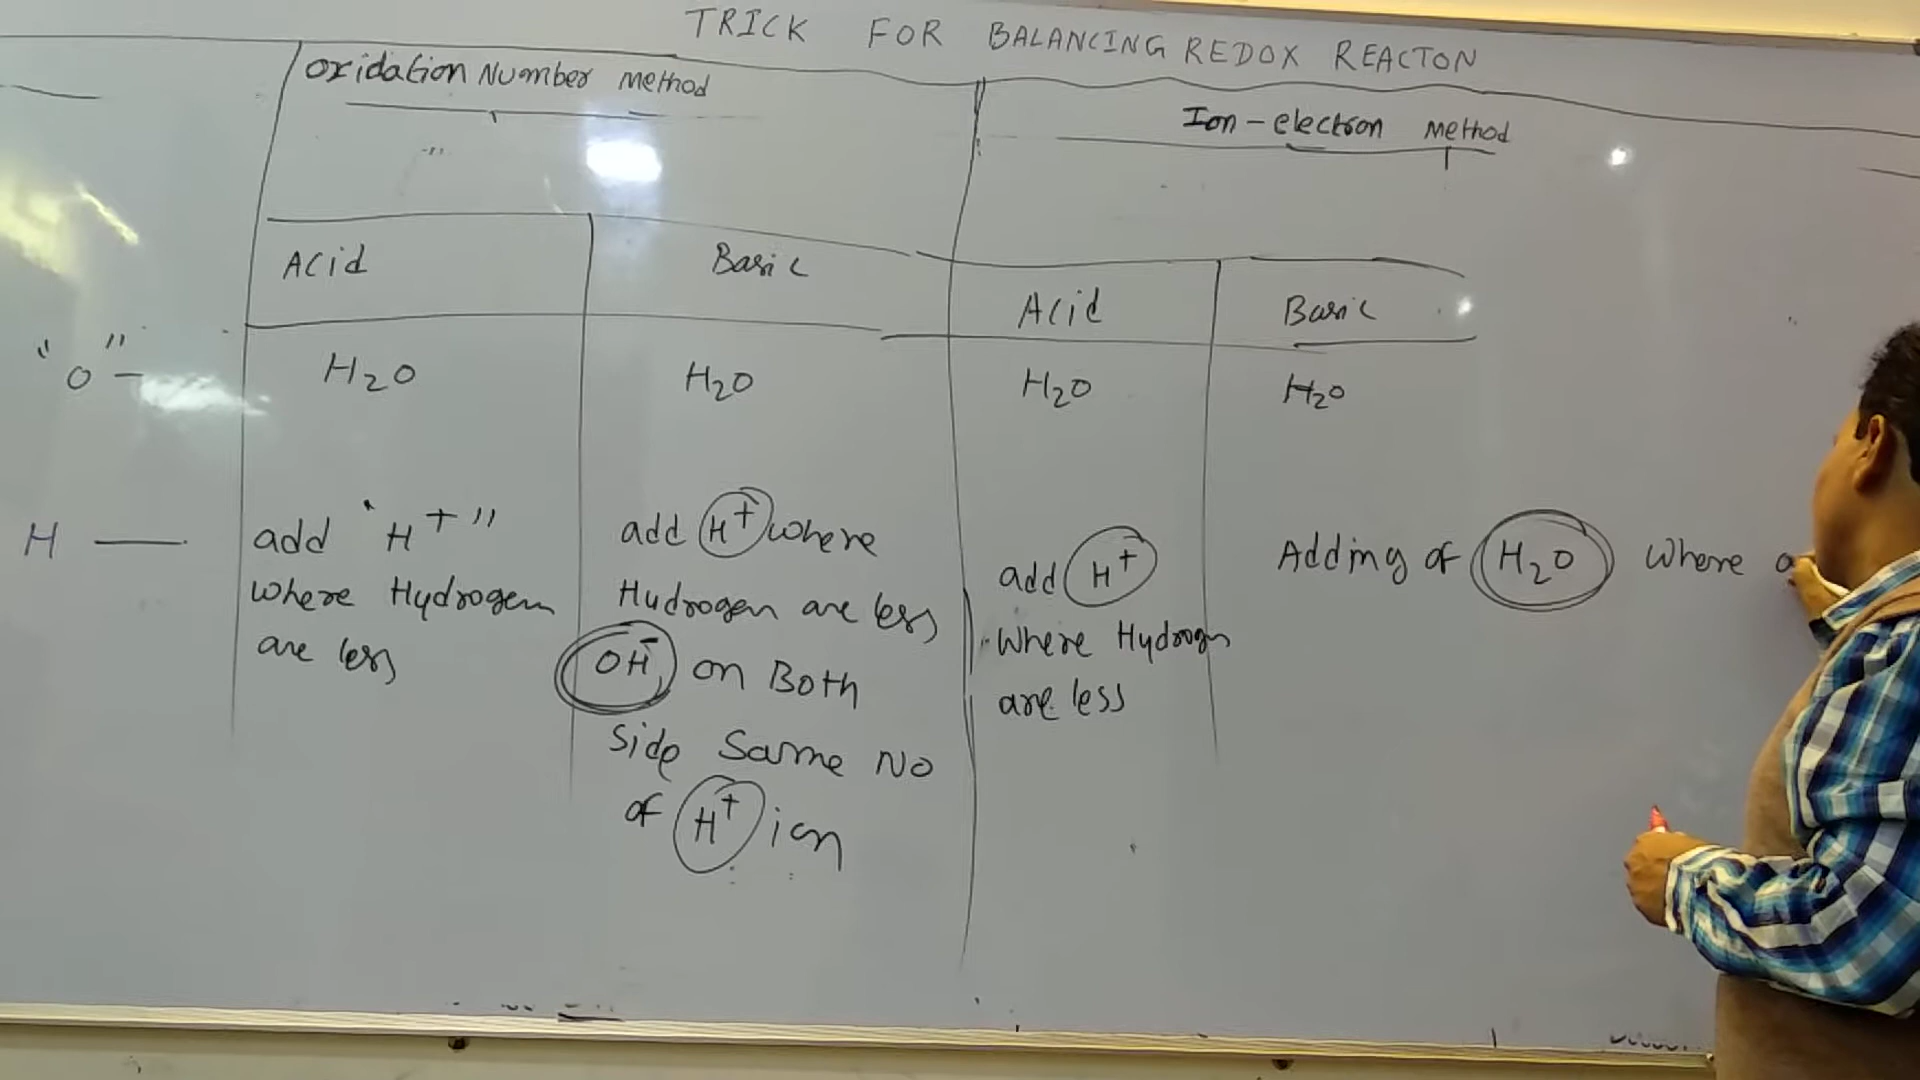 TRICK FOR BALANCING REDOX REACTON
Oxidation Number Method
Ion-electron Method
Acid
Basic
Acid
Basic
"O" —
H2O
H2O
H2O
H2O
H —
add "H+"
where Hydrogen
are less
add H+ where
Hydrogen are less
OH- on Both
side Same No
of H+ ion
add H+
where Hydrogen
are less
Adding of H2O where